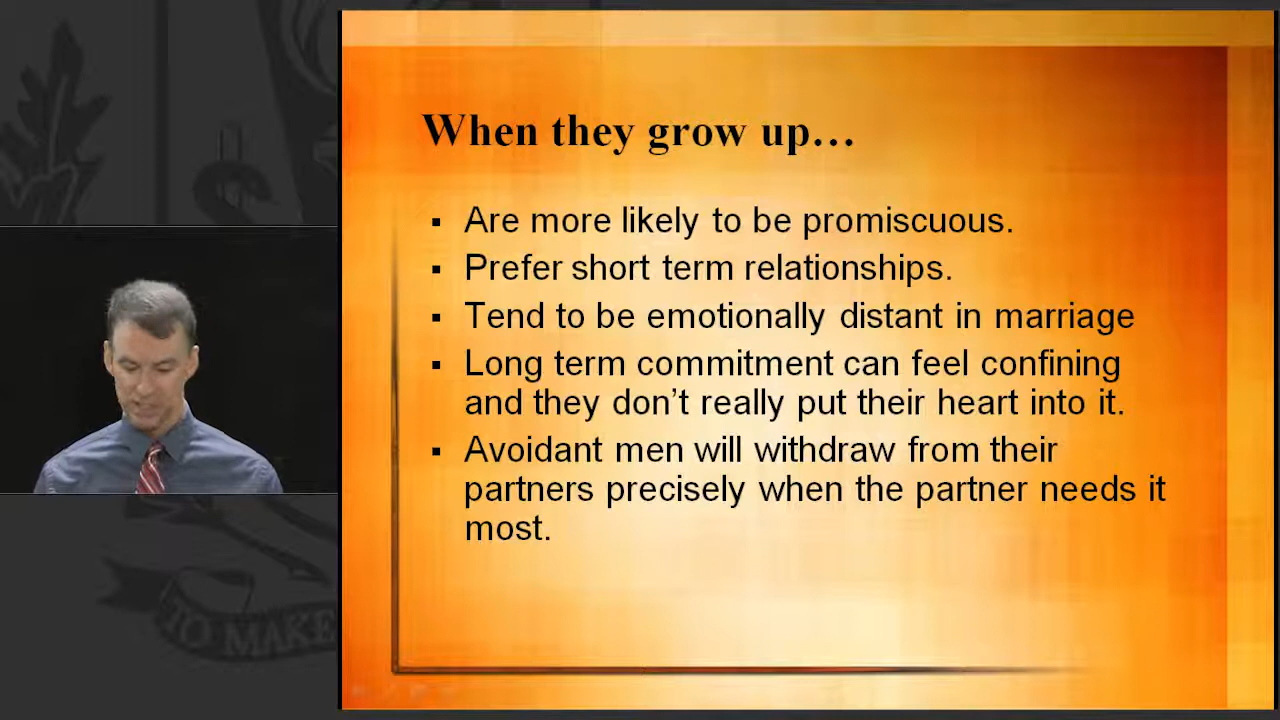 When they grow up…
▪ Are more likely to be promiscuous.
▪ Prefer short term relationships.
▪ Tend to be emotionally distant in marriage
▪ Long term commitment can feel confining
and they don’t really put their heart into it.
▪ Avoidant men will withdraw from their
partners precisely when the partner needs it
most.
TO MAKE